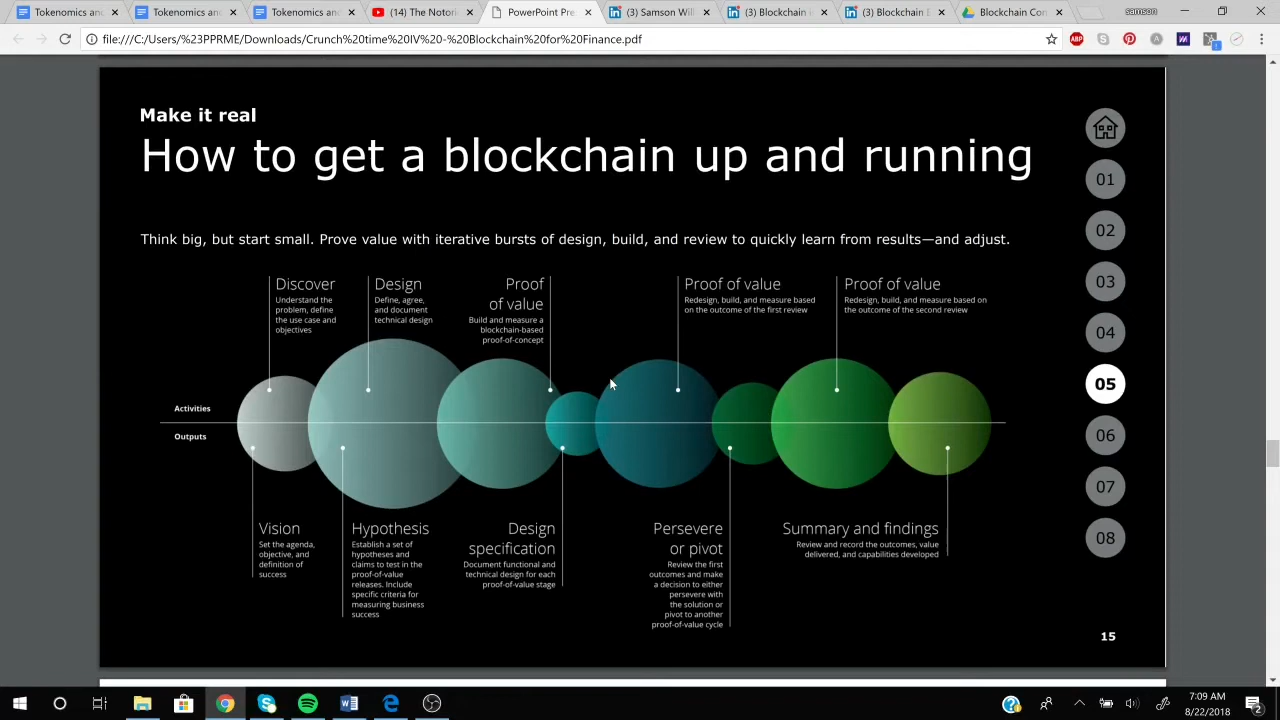 Tokenomics an
Tokenomics an
Tokenomics and
(14) The Noton
PowerPoint Pre
(3) Samson Wil
(3) Blockchain
(3) Blockchain E
Blockchain Con
samson
file:///C:/Users/%23PPRME/Downloads/Crunch%20time%20IV%20-%20Blockchain%20for%20Finance.pdf
ABP
Make it real
How to get a blockchain up and running
Think big, but start small. Prove value with iterative bursts of design, build, and review to quickly learn from results—and adjust.
Discover
Understand the
problem, define
the use case and
objectives
Design
Define, agree,
and document
technical design
Proof
of value
Build and measure a
blockchain-based
proof-of-concept
Proof of value
Redesign, build, and measure based
on the outcome of the first review
Proof of value
Redesign, build, and measure based on
the outcome of the second review
Activities
Outputs
Vision
Set the agenda,
objective, and
definition of
success
Hypothesis
Establish a set of
hypotheses and
claims to test in the
proof-of-value
releases. Include
specific criteria for
measuring business
success
Design
specification
Document functional and
technical design for each
proof-of-value stage
Persevere
or pivot
Review the first
outcomes and make
a decision to either
persevere with
the solution or
pivot to another
proof-of-value cycle
Summary and findings
Review and record the outcomes, value
delivered, and capabilities developed
01
02
03
04
05
06
07
08
15
7:09 AM
8/22/2018